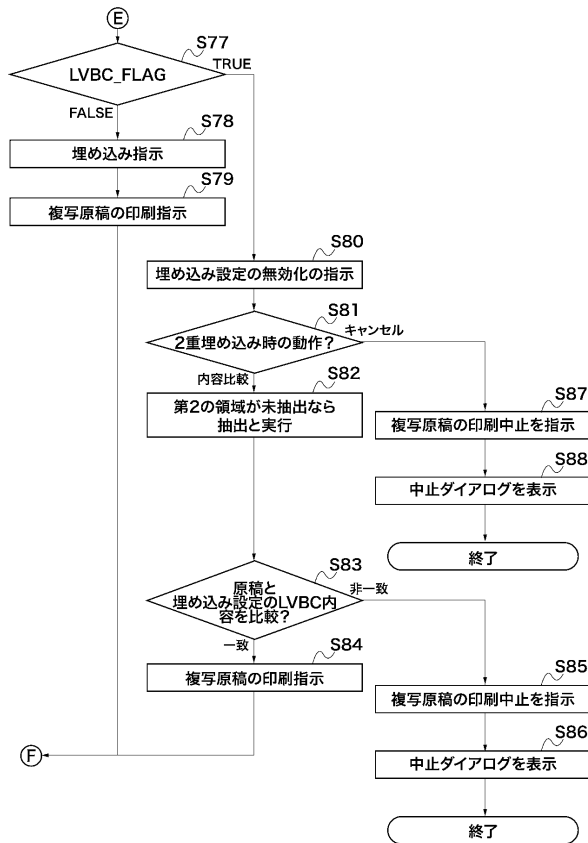 E
S77
LVBC_FLAG
TRUE
FALSE
S78
埋め込み指示
S79
複写原稿の印刷指示
S80
埋め込み設定の無効化の指示
S81
2重埋め込み時の動作？
キャンセル
内容比較
S82
第2の領域が未抽出なら
抽出と実行
S87
複写原稿の印刷中止を指示
S88
中止ダイアログを表示
終了
S83
原稿と
埋め込み設定のLVBC内
容を比較？
非一致
一致
S84
複写原稿の印刷指示
S85
複写原稿の印刷中止を指示
F
S86
中止ダイアログを表示
終了